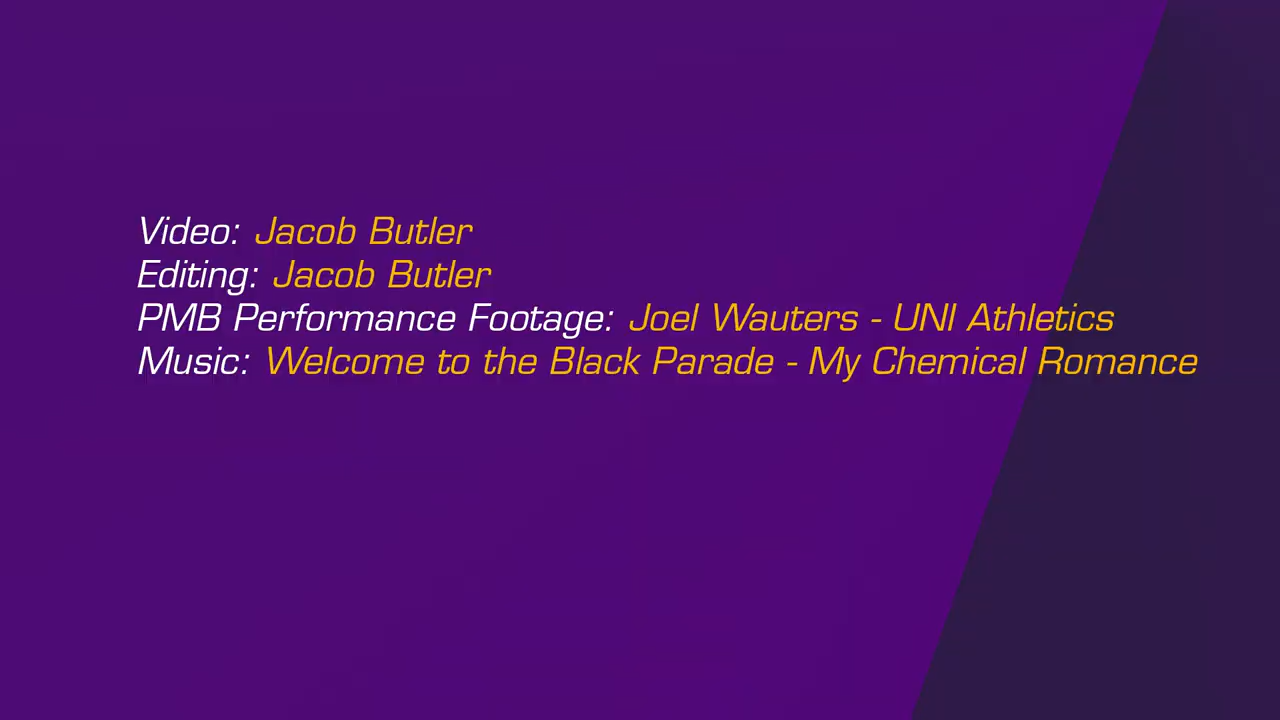 Video: Jacob Butler
Editing: Jacob Butler
PMB Performance Footage: Joel Wauters - UNI Athletics
Music: Welcome to the Black Parade - My Chemical Romance